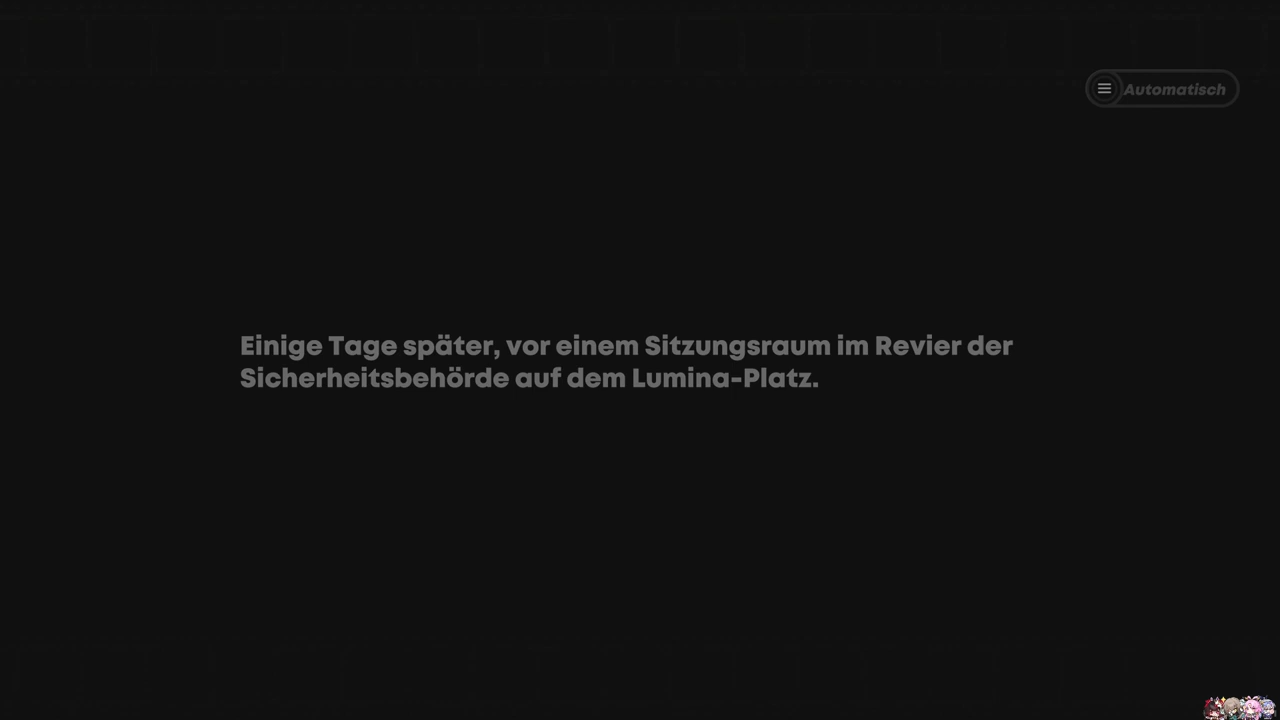 Automatisch
Einige Tage später, vor einem Sitzungsraum im Revier der
Sicherheitsbehörde auf dem Lumina-Platz.